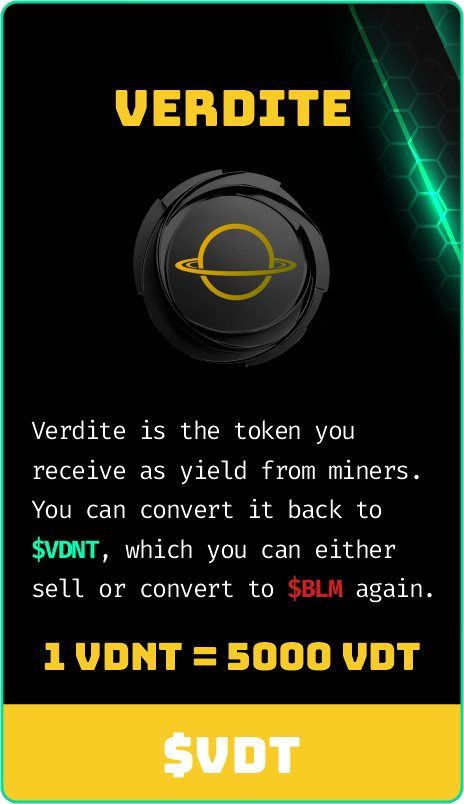 VERDITE
Verdite is the token you
receive as yield from miners.
You can convert it back to
$VDNT, which you can either
sell or convert to $BLM again.
1 VDNT = 5000 VDT
$VDT